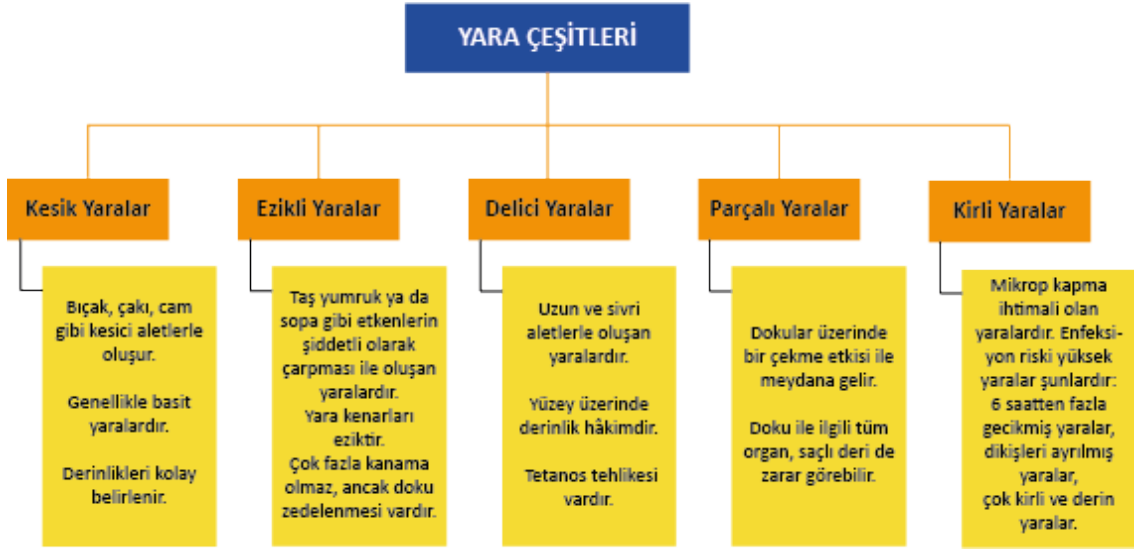 YARA ÇEŞİTLERİ
Kesik Yaralar
Bıçak, çakı, cam
gibi kesici aletlerle
oluşur.
Genellikle basit
yaralardır.
Derinlikleri kolay
belirlenir.
Ezikli Yaralar
Taş yumruk ya da
sopa gibi etkenlerin
şiddetli olarak
çarpması ile oluşan
yaralardır.
Yara kenarları
eziktir.
Çok fazla kanama
olmaz, ancak doku
zedelenmesi vardır.
Delici Yaralar
Uzun ve sivri
aletlerle oluşan
yaralardır.
Yüzey üzerinde
derinlik hâkimdir.
Tetanos tehlikesi
vardır.
Parçalı Yaralar
Dokular üzerinde
bir çekme etkisi ile
meydana gelir.
Doku ile ilgili tüm
organ, saçlı deri de
zarar görebilir.
Kirli Yaralar
Mikrop kapma
ihtimali olan
yaralardır. Enfeksi-
yon riski yüksek
yaralar şunlardır:
6 saatten fazla
gecikmiş yaralar,
dikişleri ayrılmış
yaralar,
çok kirli ve derin
yaralar.